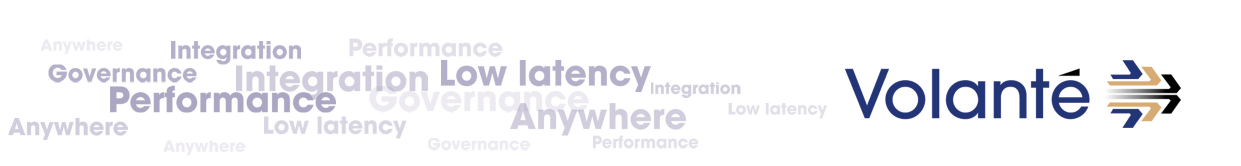 Anywhere
Integration
Performance
Governance
Integration
Low latency
Integration
Performance
Governance
Anywhere
Low latency
Anywhere
Low latency
Anywhere
Governance
Performance
Volanté